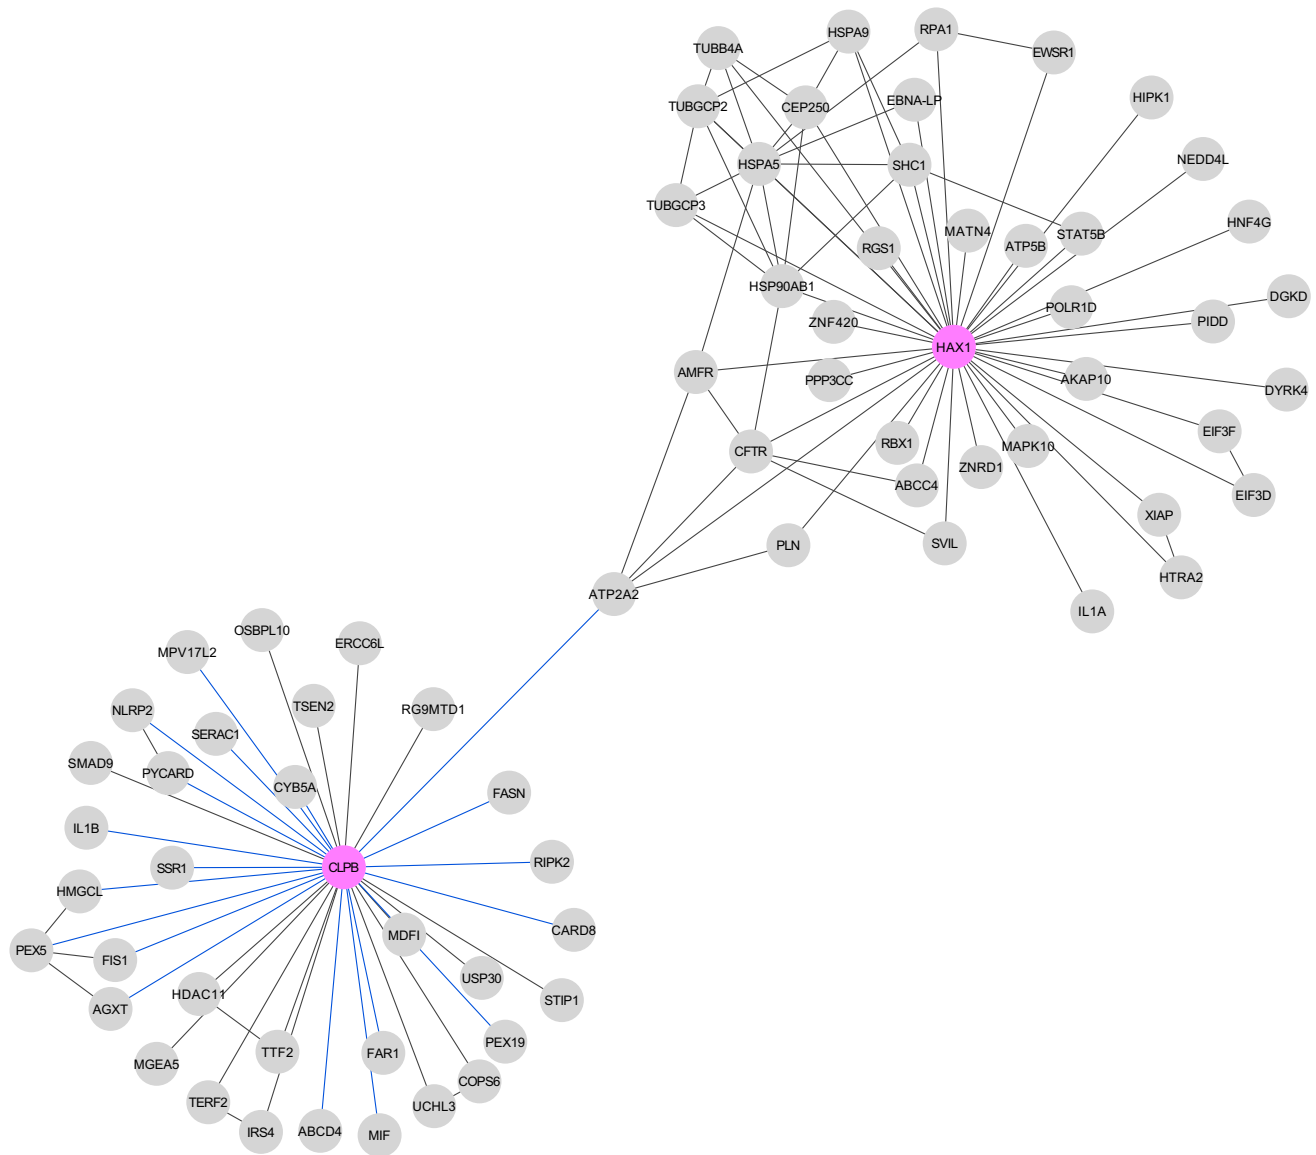 RPA1
HSPA9
TUBB4A
EWSR1
HIPK1
EBNA-LP
TUBGCP2
CEP250
NEDD4L
HSPA5
SHC1
TUBGCP3
HNF4G
MATN4
STAT5B
ATP5B
RGS1
HSP90AB1
DGKD
POLR1D
ZNF420
PIDD
HAX1
AMFR
PPP3CC
AKAP10
DYRK4
EIF3F
RBX1
MAPK10
CFTR
ZNRD1
ABCC4
EIF3D
XIAP
PLN
SVIL
HTRA2
ATP2A2
IL1A
OSBPL10
ERCC6L
MPV17L2
TSEN2
RG9MTD1
NLRP2
SERAC1
SMAD9
PYCARD
CYB5A
FASN
IL1B
RIPK2
SSR1
CLPB
HMGCL
CARD8
MDFI
PEX5
FIS1
USP30
HDAC11
STIP1
AGXT
PEX19
TTF2
FAR1
MGEA5
COPS6
TERF2
UCHL3
IRS4
ABCD4
MIF